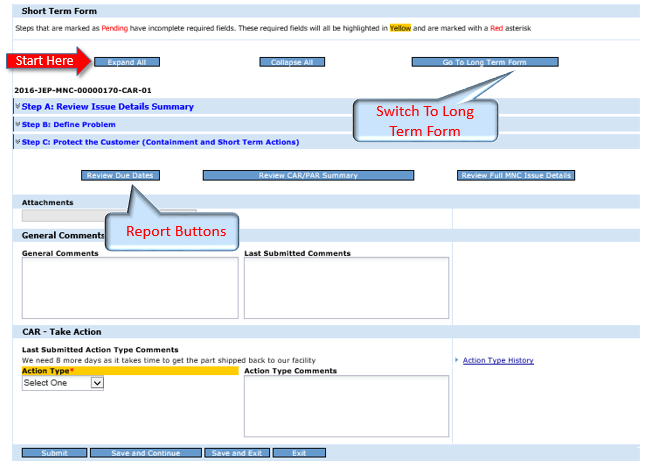 Short Term Form
Steps that are marked as Pending have incomplete required fields. These required fields will all be highlighted in Yellow and are marked with a Red asterisk
Start Here
Expand All
Collapse All
Go To Long Term Form
2016-JEP-MNC-00000170-CAR-01
Switch To Long
Term Form
Step A: Review Issue Details Summary
Step B: Define Problem
Step C: Protect the Customer (Containment and Short Term Actions)
Review Due Dates
Review CAR/PAR Summary
Review Full MNC Issue Details
Attachments
Report Buttons
General Comments
General Comments
Last Submitted Comments
CAR - Take Action
Last Submitted Action Type Comments
We need 8 more days as it takes time to get the part shipped back to our facility
Action Type History
Action Type*
Action Type Comments
Select One
Submit
Save and Continue
Save and Exit
Exit